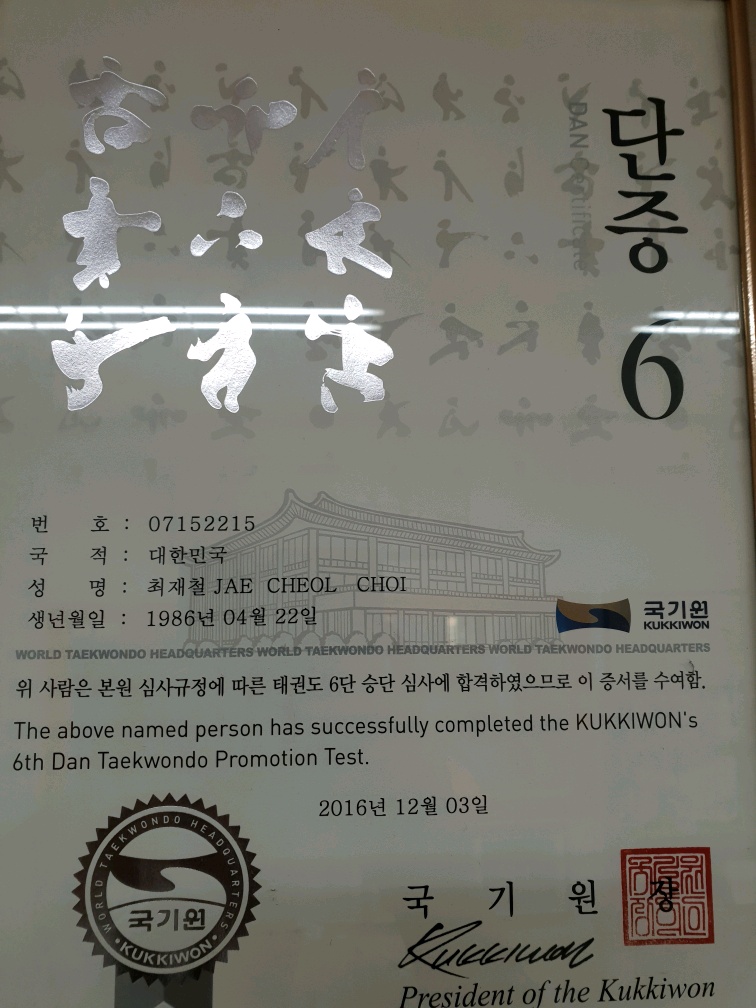 단증
DAN Certificate
6
번 호 : 07152215
국 적 : 대한민국
성 명 : 최재철 JAE CHEOL CHOI
생년월일 : 1986년 04월 22일
국기원
KUKKIWON
WORLD TAEKWONDO HEADQUARTERS WORLD TAEKWONDO HEADQUARTERS WORLD TAEKWONDO HEADQUARTERS
위 사람은 본원 심사규정에 따른 태권도 6단 승단 심사에 합격하였으므로 이 증서를 수여함.
The above named person has successfully completed the KUKKIWON's
6th Dan Taekwondo Promotion Test.
2016년 12월 03일
WORLD TAEKWONDO HEADQUARTERS
국기원
KUKKIWON
국 기 원 장
Kukkiwon
President of the Kukkiwon